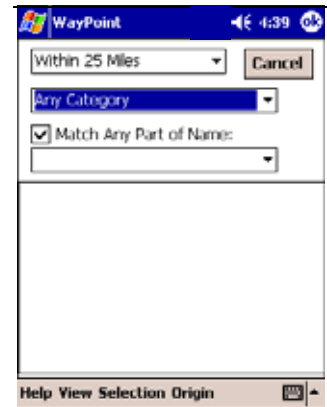 WayPoint 4:39 ok
Within 25 Miles Cancel
Any Category
Match Any Part of Name:
Help View Selection Origin